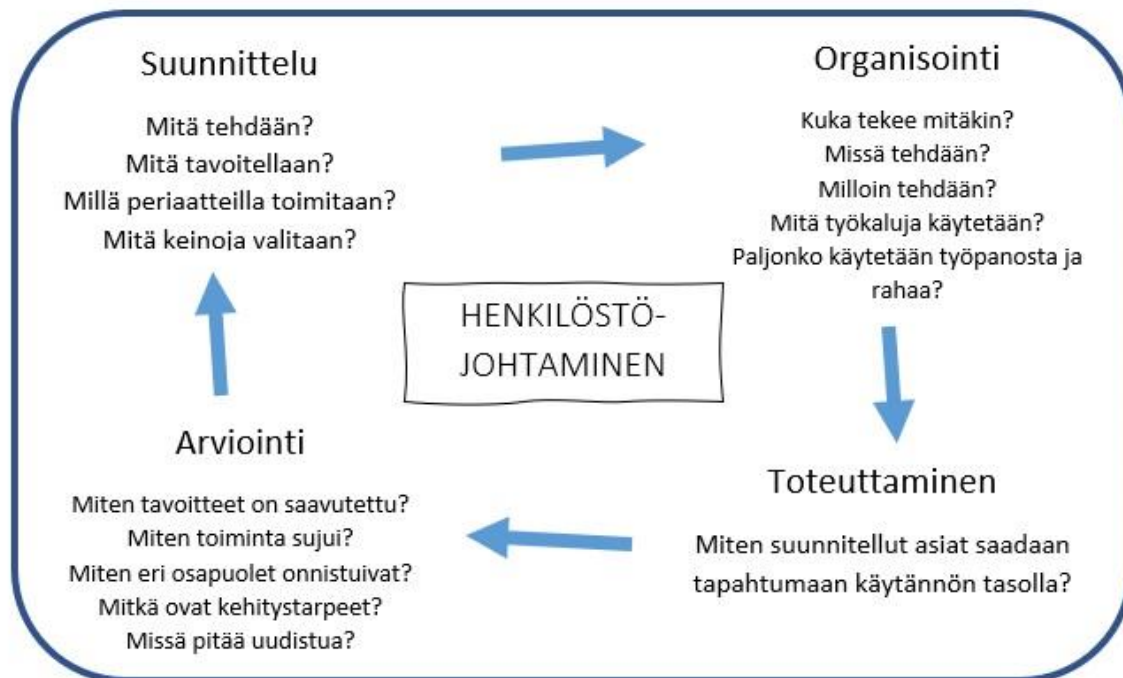 Suunnittelu
Mitä tehdään?
Mitä tavoitellaan?
Millä periaatteilla toimitaan?
Mitä keinoja valitaan?
Organisointi
Kuka tekee mitäkin?
Missä tehdään?
Milloin tehdään?
Mitä työkaluja käytetään?
Paljonko käytetään työpanosta ja
rahaa?
HENKILÖSTÖ-
JOHTAMINEN
Arviointi
Miten tavoitteet on saavutettu?
Miten toiminta sujui?
Miten eri osapuolet onnistuivat?
Mitkä ovat kehitystarpeet?
Missä pitää uudistua?
Toteuttaminen
Miten suunnitellut asiat saadaan
tapahtumaan käytännön tasolla?